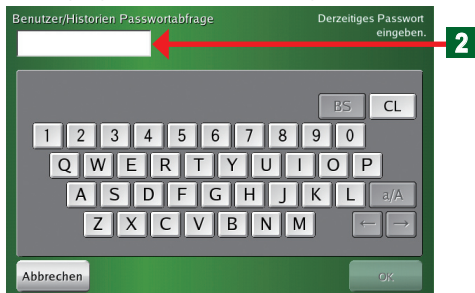 Benutzer/Historien Passwortabfrage
Derzeitiges Passwort
eingeben.
2
BS CL
1 2 3 4 5 6 7 8 9 0
Q W E R T Y U I O P
A S D F G H J K L a/A
Z X C V B N M ← →
Abbrechen OK